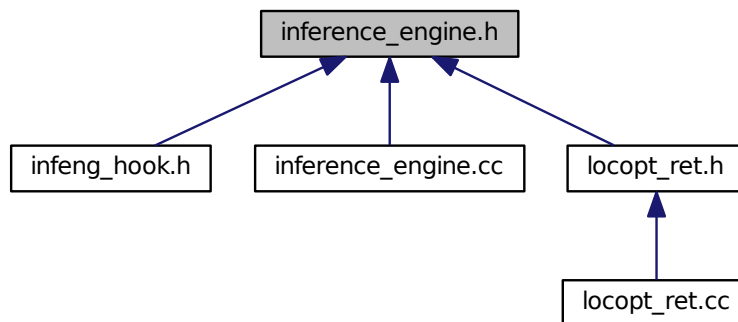 inference_engine.h
infeng_hook.h
inference_engine.cc
locopt_ret.h
locopt_ret.cc